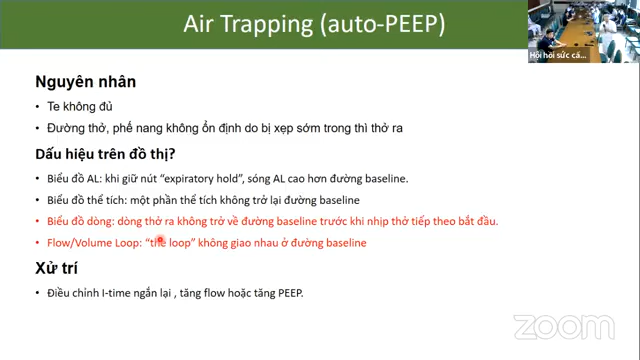 Air Trapping (auto-PEEP)
Hội hồi sức cấ...
Nguyên nhân
• Te không đủ
• Đường thở, phế nang không ổn định do bị xẹp sớm trong thì thở ra
Dấu hiệu trên đồ thị?
• Biểu đồ AL: khi giữ nút “expiratory hold”, sóng AL cao hơn đường baseline.
• Biểu đồ thể tích: một phần thể tích không trở lại đường baseline
• Biểu đồ dòng: dòng thở ra không trở về đường baseline trước khi nhịp thở tiếp theo bắt đầu.
• Flow/Volume Loop: “the loop” không giao nhau ở đường baseline
Xử trí
• Điều chỉnh I-time ngắn lại , tăng flow hoặc tăng PEEP.
zoom